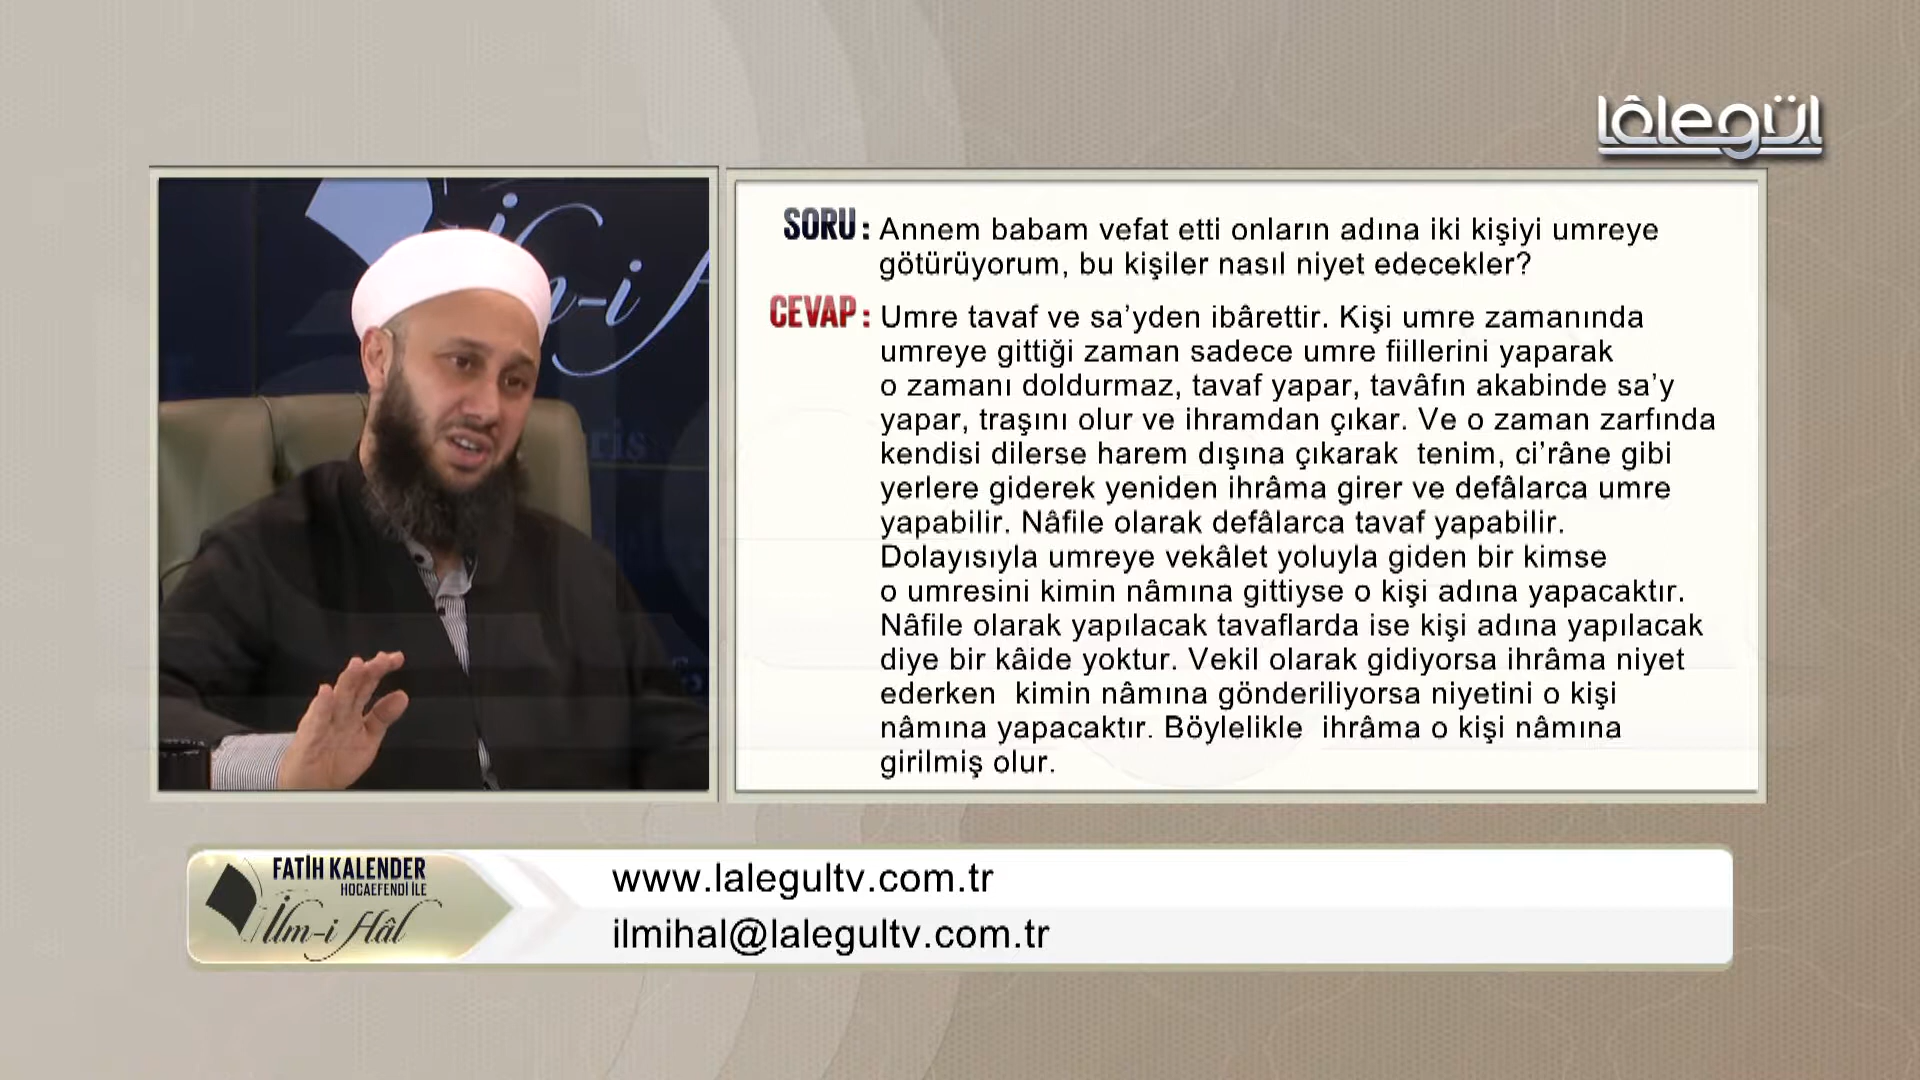 lâlegül
SORU : Annem babam vefat etti onların adına iki kişiyi umreye
götürüyorum, bu kişiler nasıl niyet edecekler?
CEVAP : Umre tavaf ve sa’yden ibârettir. Kişi umre zamanında
umreye gittiği zaman sadece umre fiillerini yaparak
o zamanı doldurmaz, tavaf yapar, tavâfın akabinde sa’y
yapar, traşını olur ve ihramdan çıkar. Ve o zaman zarfında
kendisi dilerse harem dışına çıkarak tenim, ci’râne gibi
yerlere giderek yeniden ihrâma girer ve defâlarca umre
yapabilir. Nâfile olarak defâlarca tavaf yapabilir.
Dolayısıyla umreye vekâlet yoluyla giden bir kimse
o umresini kimin nâmına gittiyse o kişi adına yapacaktır.
Nâfile olarak yapılacak tavaflarda ise kişi adına yapılacak
diye bir kâide yoktur. Vekil olarak gidiyorsa ihrâma niyet
ederken kimin nâmına gönderiliyorsa niyetini o kişi
nâmına yapacaktır. Böylelikle ihrâma o kişi nâmına
girilmiş olur.
FATİH KALENDER
HOCAEFENDİ İLE
İlm-i Hâl
www.lalegultv.com.tr
ilmihal@lalegultv.com.tr